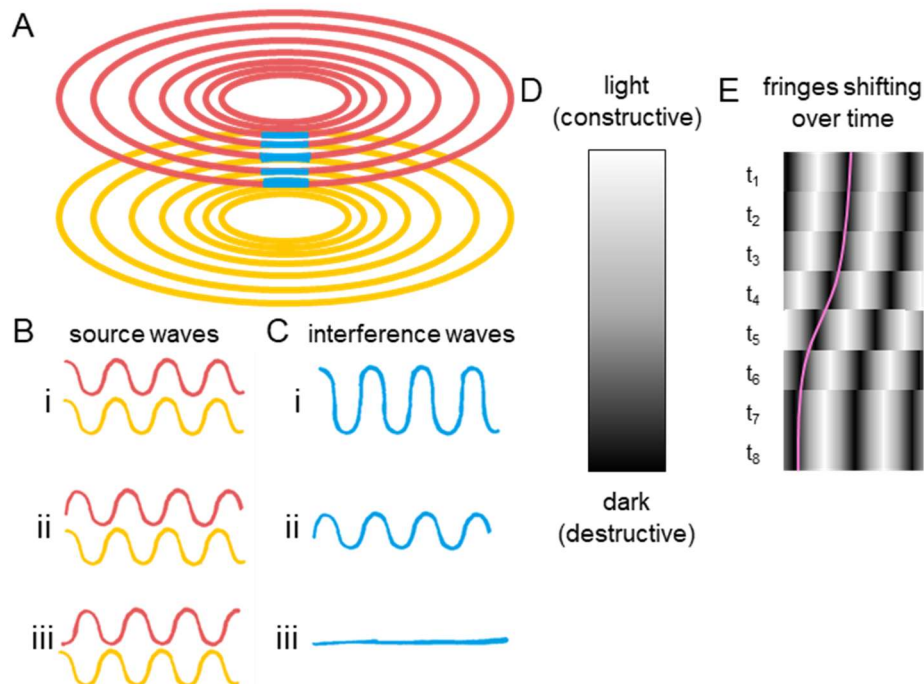 A
B source waves
i
ii
iii
C interference waves
i
ii
iii
D light
(constructive)
dark
(destructive)
E fringes shifting
over time
t₁
t₂
t₃
t₄
t₅
t₆
t₇
t₈